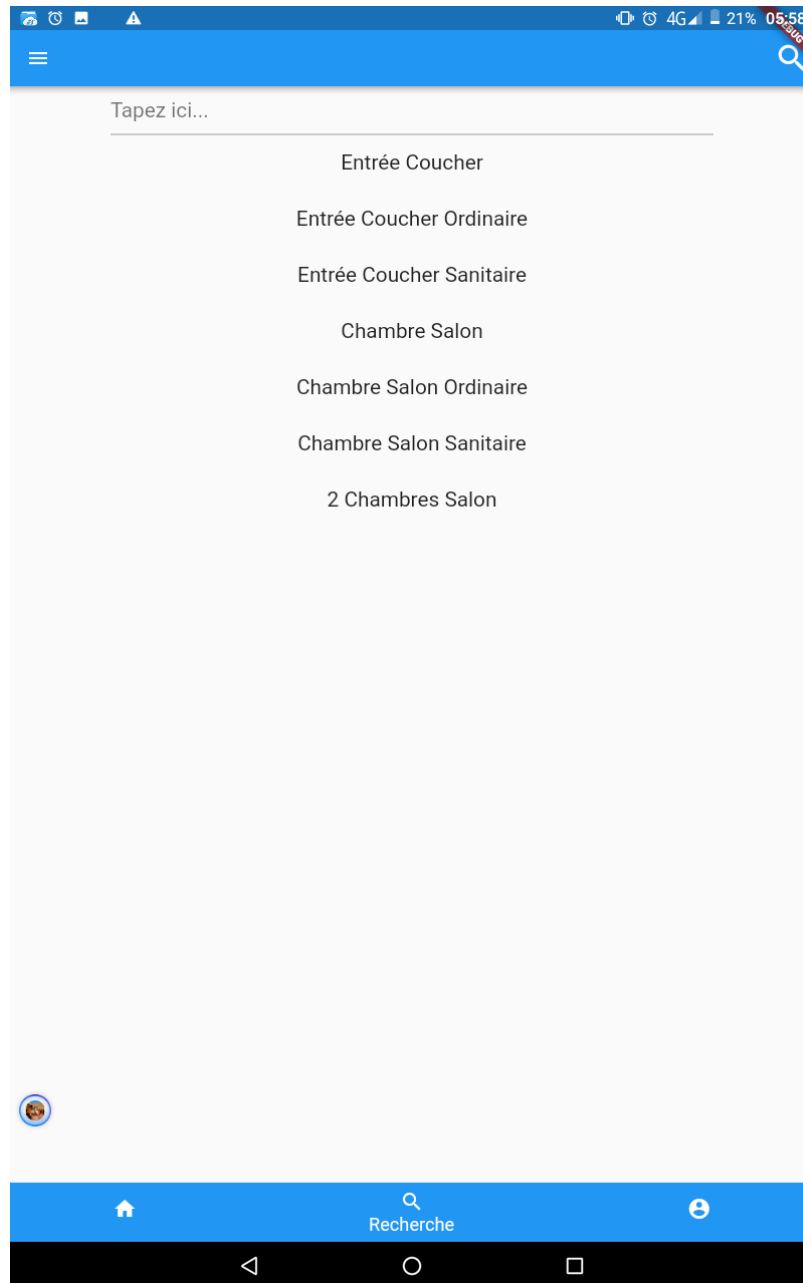 4G 21% 05:58
DEBUG
Tapez ici...
Entrée Coucher
Entrée Coucher Ordinaire
Entrée Coucher Sanitaire
Chambre Salon
Chambre Salon Ordinaire
Chambre Salon Sanitaire
2 Chambres Salon
Recherche